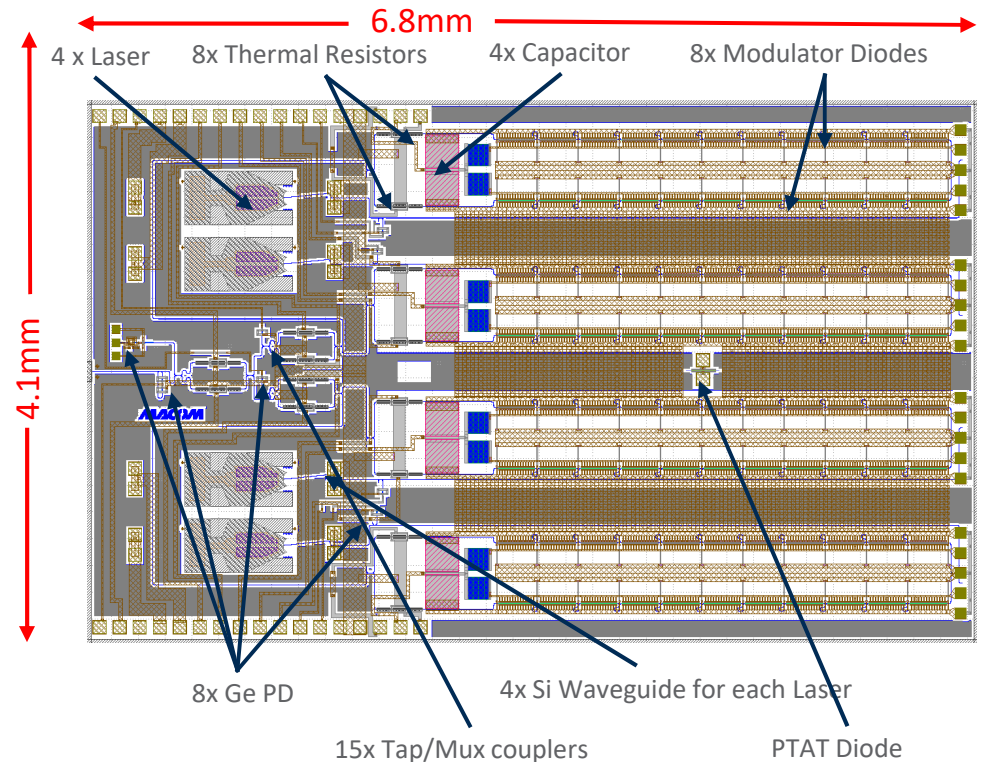 6.8mm
4 x Laser
8x Thermal Resistors
4x Capacitor
8x Modulator Diodes
4.1mm
MACOM
8x Ge PD
4x Si Waveguide for each Laser
15x Tap/Mux couplers
PTAT Diode